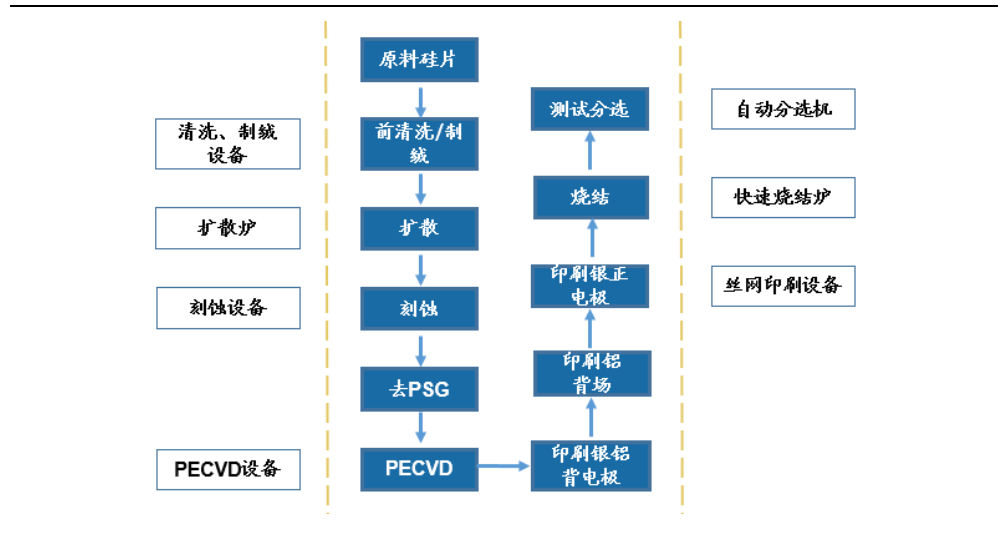 原料硅片
测试分选
自动分选机
清洗、制绒
设备
前清洗/制
绒
烧结
快速烧结炉
扩散炉
扩散
印刷银正
电极
丝网印刷设备
刻蚀设备
刻蚀
印刷铝
背场
去PSG
PECVD设备
PECVD
印刷银铝
背电极